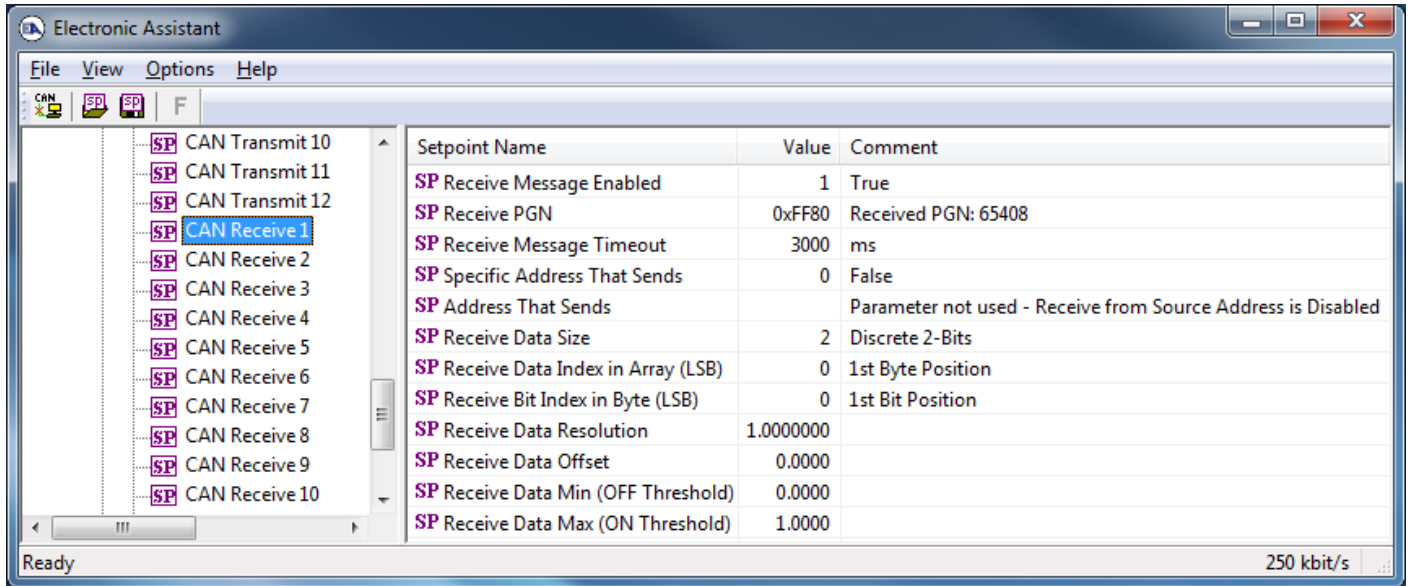 Electronic Assistant
File View Options Help
CAN SP SP F
SP CAN Transmit 10
SP CAN Transmit 11
SP CAN Transmit 12
SP CAN Receive 1
SP CAN Receive 2
SP CAN Receive 3
SP CAN Receive 4
SP CAN Receive 5
SP CAN Receive 6
SP CAN Receive 7
SP CAN Receive 8
SP CAN Receive 9
SP CAN Receive 10
Setpoint Name Value Comment
SP Receive Message Enabled 1 True
SP Receive PGN 0xFF80 Received PGN: 65408
SP Receive Message Timeout 3000 ms
SP Specific Address That Sends 0 False
SP Address That Sends Parameter not used - Receive from Source Address is Disabled
SP Receive Data Size 2 Discrete 2-Bits
SP Receive Data Index in Array (LSB) 0 1st Byte Position
SP Receive Bit Index in Byte (LSB) 0 1st Bit Position
SP Receive Data Resolution 1.0000000
SP Receive Data Offset 0.0000
SP Receive Data Min (OFF Threshold) 0.0000
SP Receive Data Max (ON Threshold) 1.0000
Ready 250 kbit/s